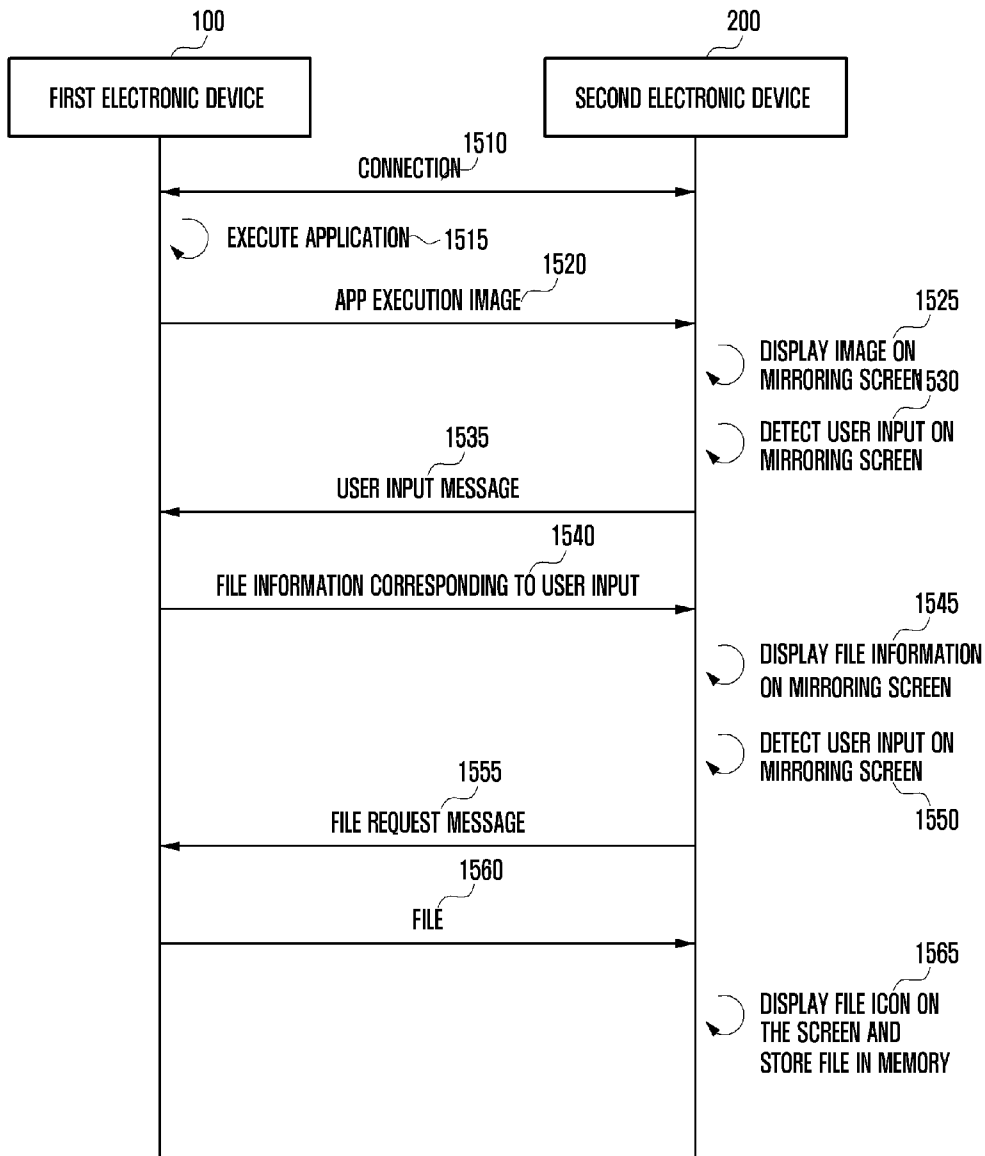 100
200
FIRST ELECTRONIC DEVICE
SECOND ELECTRONIC DEVICE
1510
CONNECTION
EXECUTE APPLICATION
1515
1520
APP EXECUTION IMAGE
1525
DISPLAY IMAGE ON
MIRRORING SCREEN
1530
DETECT USER INPUT ON
MIRRORING SCREEN
1535
USER INPUT MESSAGE
1540
FILE INFORMATION CORRESPONDING TO USER INPUT
1545
DISPLAY FILE INFORMATION
ON MIRRORING SCREEN
DETECT USER INPUT ON
MIRRORING SCREEN
1550
1555
FILE REQUEST MESSAGE
1560
FILE
1565
DISPLAY FILE ICON ON
THE SCREEN AND
STORE FILE IN MEMORY